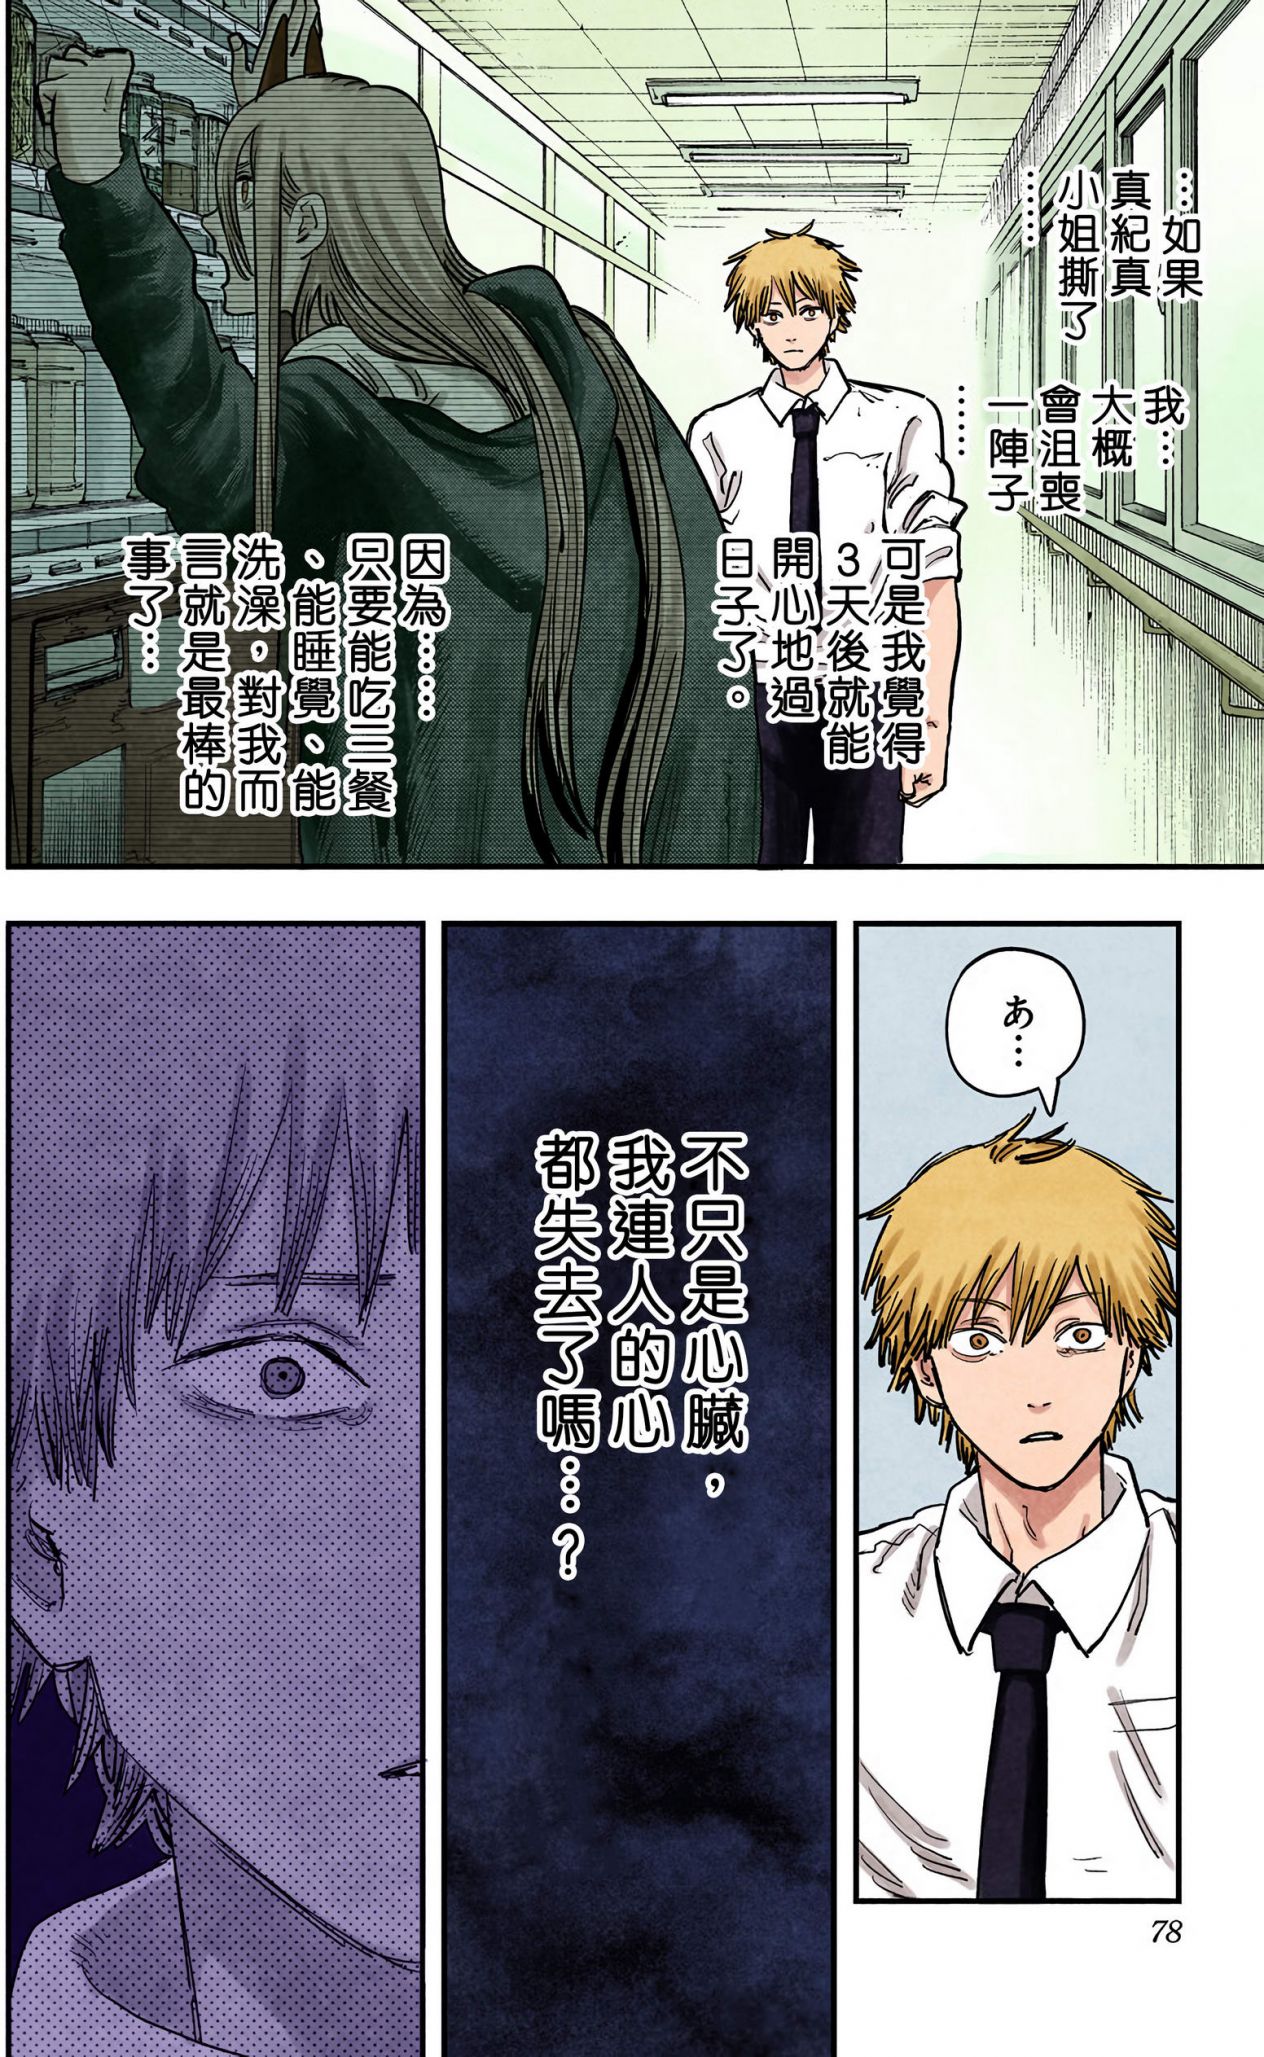 …如果
真紀真
小姐撕了
………
我…
大概
會沮喪
一陣子
……
可是我覺得
3天後就能
開心地過
日子了。
因為……
只要能吃三餐
、能睡覺、能
洗澡，對我而
言就是最棒的
事了…
あ…
不只是心臟，
我連人的心
都失去了嗎…？
78